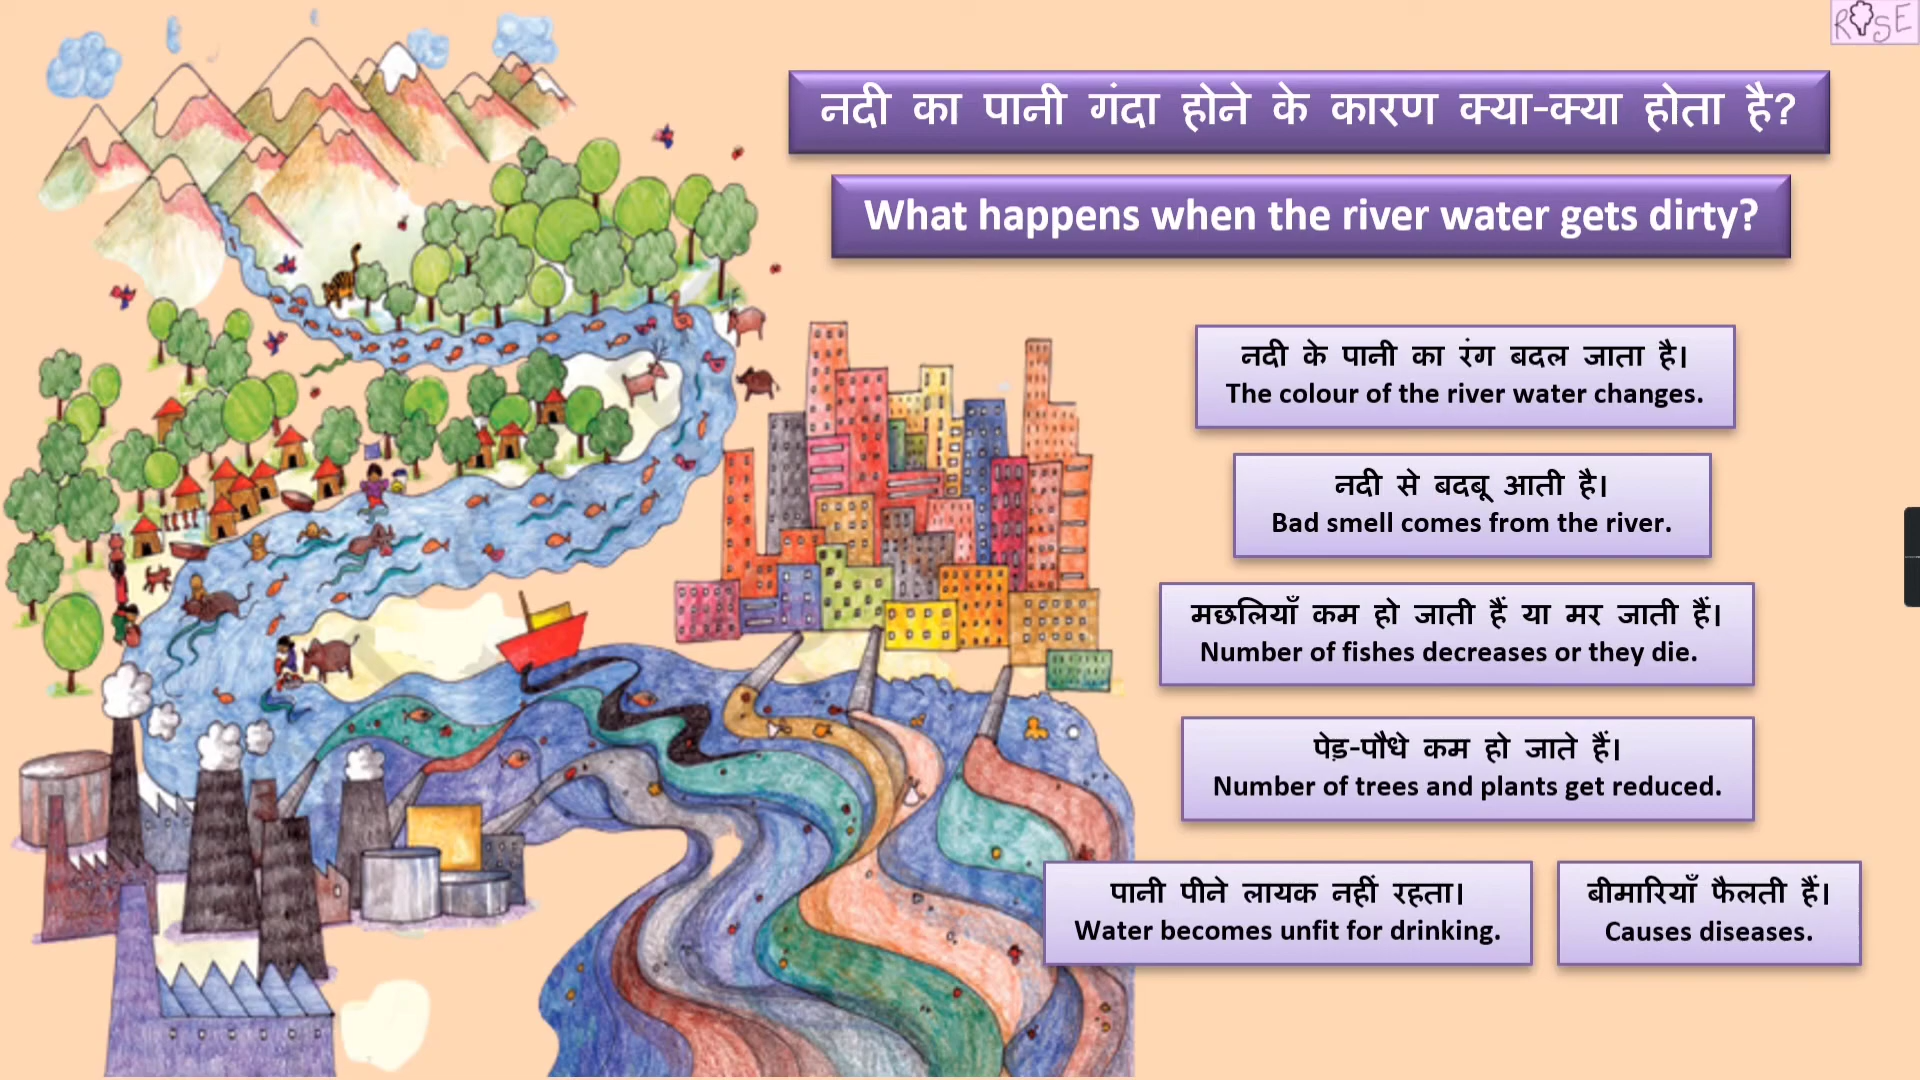 R SE
नदी का पानी गंदा होने के कारण क्या-क्या होता है?
What happens when the river water gets dirty?
नदी के पानी का रंग बदल जाता है।
The colour of the river water changes.
नदी से बदबू आती है।
Bad smell comes from the river.
मछलियाँ कम हो जाती हैं या मर जाती हैं।
Number of fishes decreases or they die.
पेड़-पौधे कम हो जाते हैं।
Number of trees and plants get reduced.
पानी पीने लायक नहीं रहता।
Water becomes unfit for drinking.
बीमारियाँ फैलती हैं।
Causes diseases.